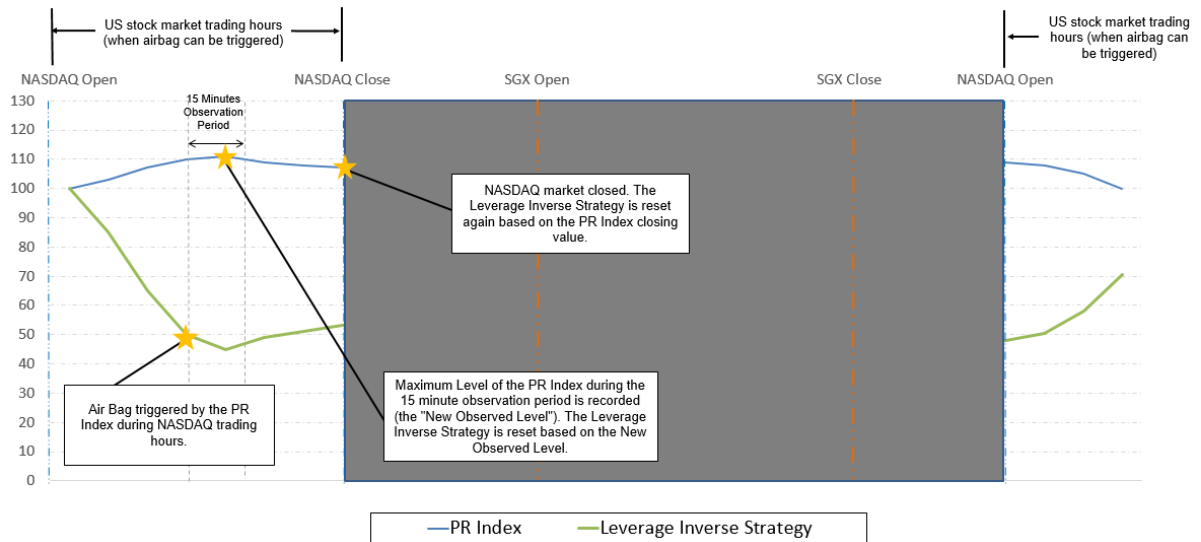 US stock market trading hours
(when airbag can be triggered)
US stock market trading
hours (when airbag can
be triggered)
NASDAQ Open
NASDAQ Close
SGX Open
SGX Close
NASDAQ Open
130
120
110
100
90
80
70
60
50
40
30
20
10
0
15 Minutes
Observation
Period
NASDAQ market closed. The
Leverage Inverse Strategy is reset
again based on the PR Index closing
value.
Air Bag triggered by the PR
Index during NASDAQ trading
hours.
Maximum Level of the PR Index during the
15 minute observation period is recorded
(the "New Observed Level"). The Leverage
Inverse Strategy is reset based on the New
Observed Level.
PR Index
Leverage Inverse Strategy